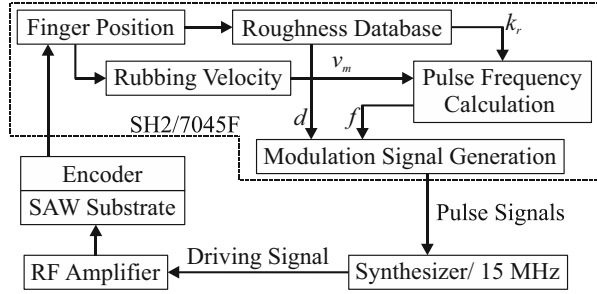 Finger Position
Roughness Database
k_r
Rubbing Velocity
v_m
Pulse Frequency
Calculation
SH2/7045F
d
f
Modulation Signal Generation
Encoder
SAW Substrate
Pulse Signals
Driving Signal
RF Amplifier
Synthesizer/ 15 MHz